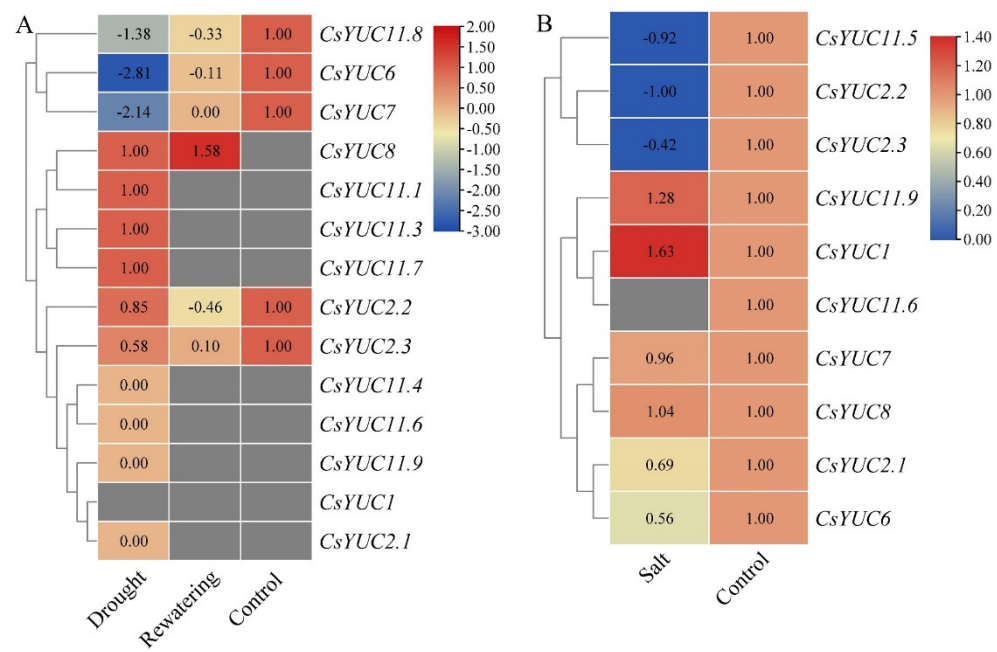 A
-1.38 -0.33 1.00 CsYUC11.8
-2.81 -0.11 1.00 CsYUC6
-2.14 0.00 1.00 CsYUC7
1.00 1.58 CsYUC8
1.00 CsYUC11.1
1.00 CsYUC11.3
1.00 CsYUC11.7
0.85 -0.46 1.00 CsYUC2.2
0.58 0.10 1.00 CsYUC2.3
0.00 CsYUC11.4
0.00 CsYUC11.6
0.00 CsYUC11.9
CsYUC1
0.00 CsYUC2.1
Drought Rewatering Control
2.00
1.00
0.00
-0.50
-1.00
-2.00
-2.50
-3.00
B
-0.92 1.00 CsYUC11.5
-1.00 1.00 CsYUC2.2
-0.42 1.00 CsYUC2.3
1.28 1.00 CsYUC11.9
1.63 1.00 CsYUC1
1.00 CsYUC11.6
0.96 1.00 CsYUC7
1.04 1.00 CsYUC8
0.69 1.00 CsYUC2.1
0.56 1.00 CsYUC6
Salt Control
1.40
1.20
1.00
0.80
0.60
0.40
0.20
0.00